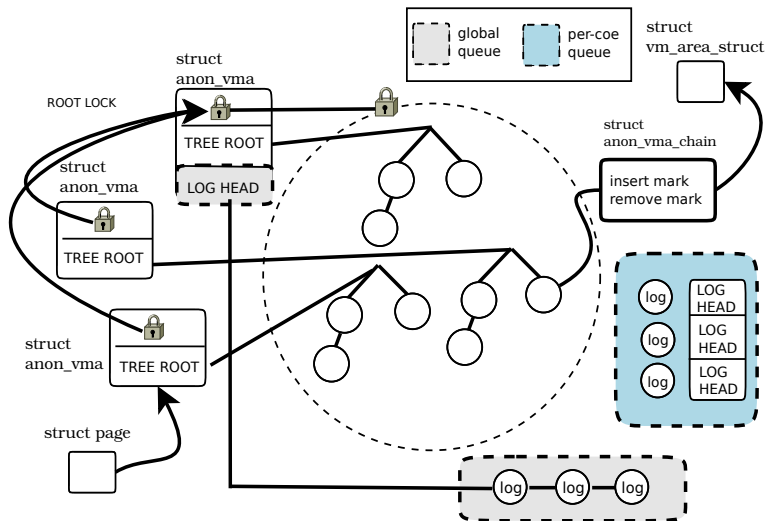 global
queue
per-coe
queue
struct
vm_area_struct
struct
anon_vma
ROOT LOCK
TREE ROOT
LOG HEAD
struct
anon_vma_chain
insert mark
remove mark
struct
anon_vma
TREE ROOT
struct
anon_vma
TREE ROOT
log
LOG
HEAD
log
LOG
HEAD
log
LOG
HEAD
struct page
log
log
log